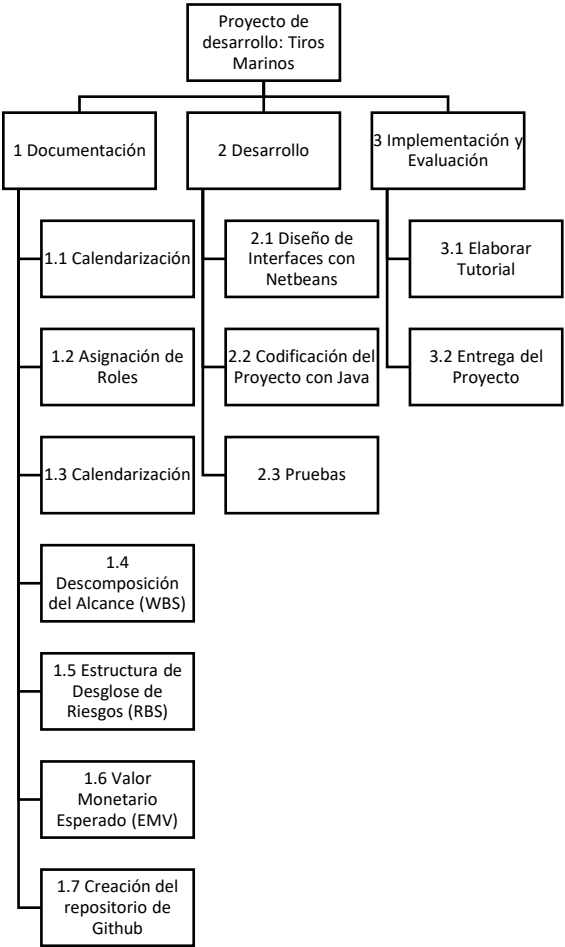 Proyecto de
desarrollo: Tiros
Marinos
1 Documentación
2 Desarrollo
3 Implementación y
Evaluación
1.1 Calendarización
1.2 Asignación de
Roles
1.3 Calendarización
1.4
Descomposición
del Alcance (WBS)
1.5 Estructura de
Desglose de
Riesgos (RBS)
1.6 Valor
Monetario
Esperado (EMV)
1.7 Creación del
repositorio de
Github
2.1 Diseño de
Interfaces con
Netbeans
2.2 Codificación del
Proyecto con Java
2.3 Pruebas
3.1 Elaborar
Tutorial
3.2 Entrega del
Proyecto